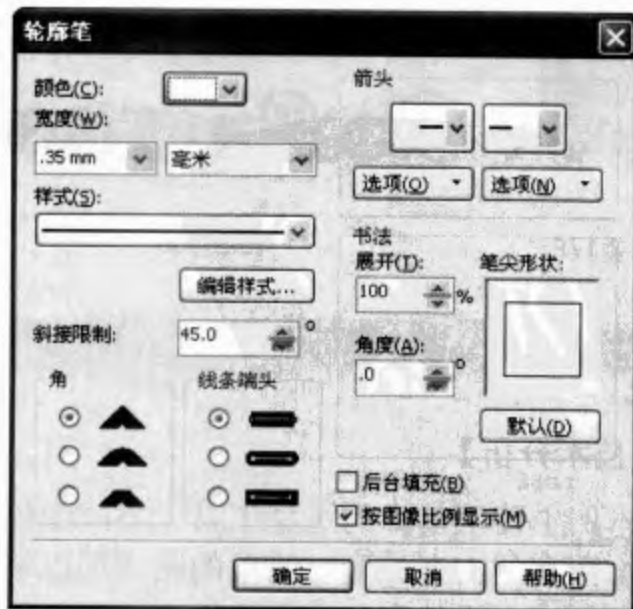 轮廓笔
颜色(C):
宽度(W):
.35 mm
毫米
样式(S):
编辑样式...
斜接限制:
45.0
°
角
线条端头
箭头
选项(O)
选项(N)
书法
展开(T):
100
%
角度(A):
.0
°
笔尖形状:
默认(D)
后台填充(B)
按图像比例显示(M)
确定
取消
帮助(H)